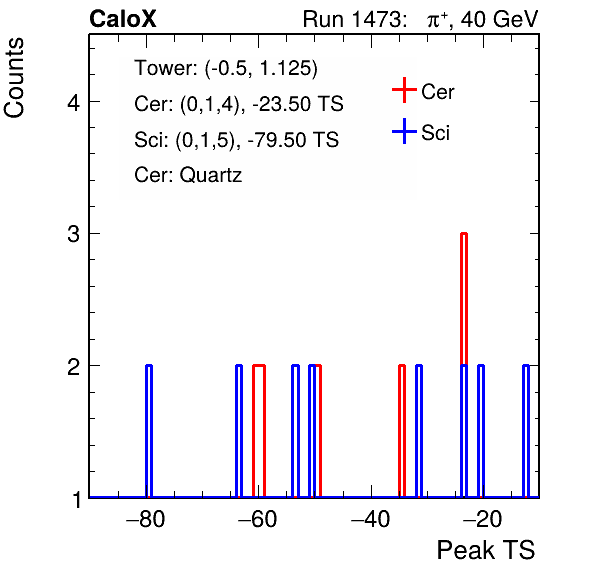 CaloX Run 1473: π⁺, 40 GeV
Counts
Tower: (-0.5, 1.125)
Cer: (0,1,4), -23.50 TS
Sci: (0,1,5), -79.50 TS
Cer: Quartz
Cer
Sci
4
3
2
1
−80 −60 −40 −20
Peak TS